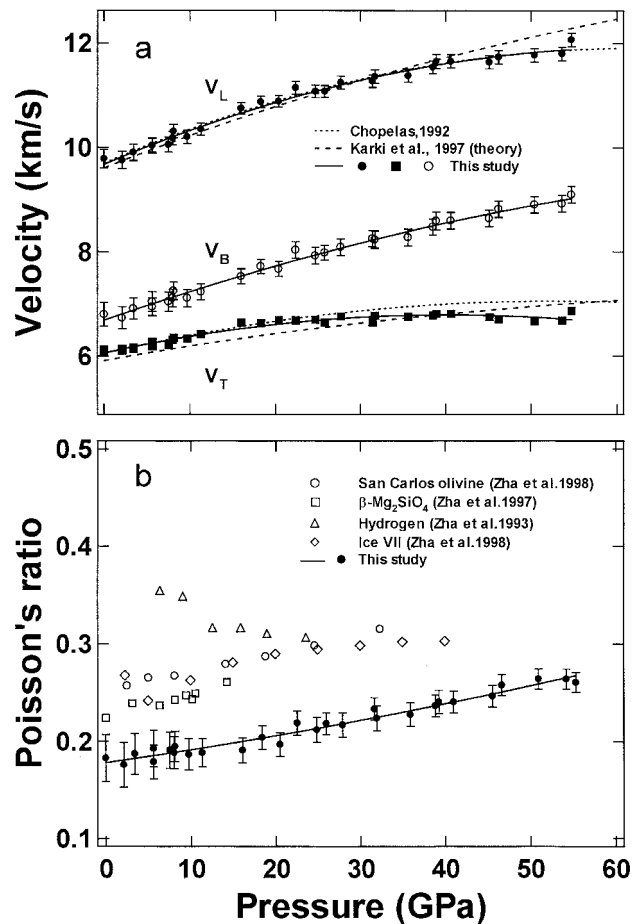 a
12
10
8
6
Velocity (km/s)
VL
VB
VT
Chopelas,1992
Karki et al., 1997 (theory)
This study
b
0.5
0.4
0.3
0.2
0.1
Poisson's ratio
San Carlos olivine (Zha et al.1998)
β-Mg2SiO4 (Zha et al.1997)
Hydrogen (Zha et al.1993)
Ice VII (Zha et al.1998)
This study
0 10 20 30 40 50 60
Pressure (GPa)